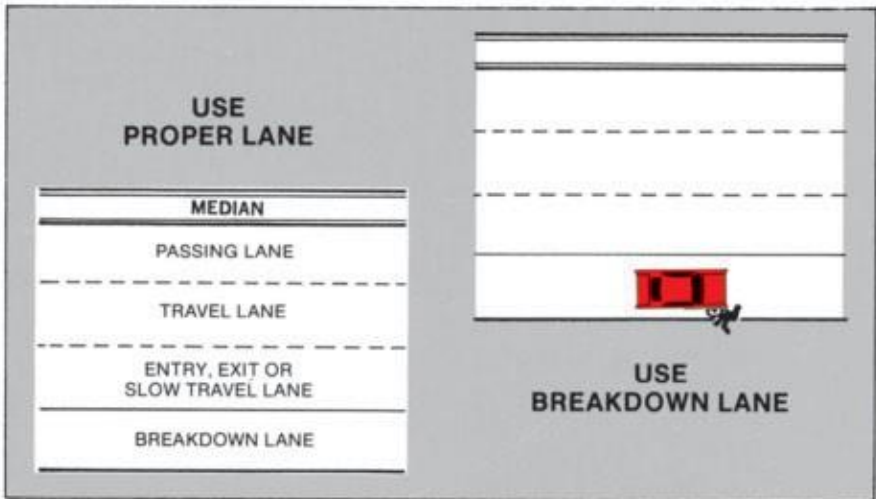 USE
PROPER LANE
MEDIAN
PASSING LANE
TRAVEL LANE
ENTRY, EXIT OR
SLOW TRAVEL LANE
BREAKDOWN LANE
USE
BREAKDOWN LANE